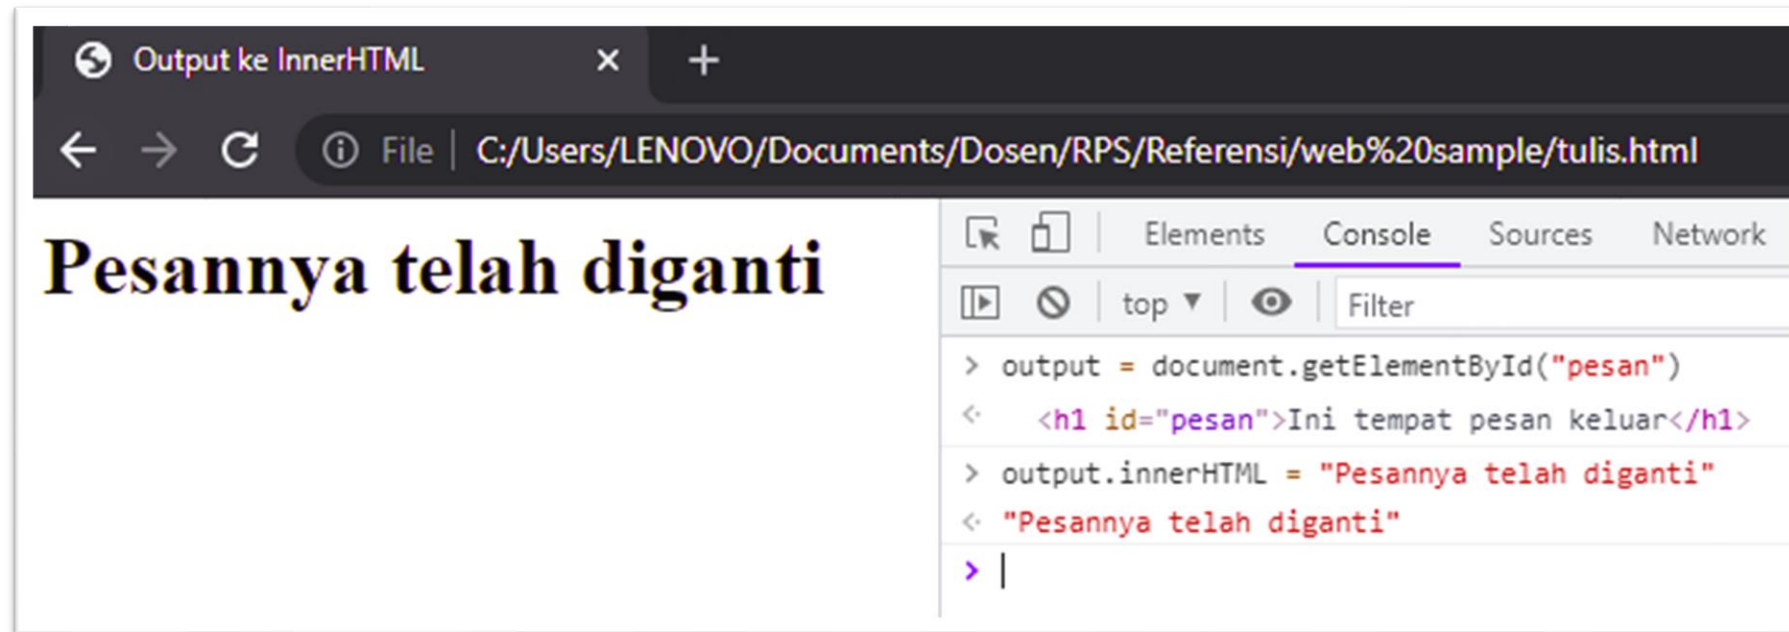 Output ke InnerHTML
File C:/Users/LENOVO/Documents/Dosen/RPS/Referensi/web%20sample/tulis.html
Pesannya telah diganti
Elements Console Sources Network
top Filter
> output = document.getElementById("pesan")
<h1 id="pesan">Ini tempat pesan keluar</h1>
> output.innerHTML = "Pesannya telah diganti"
"Pesannya telah diganti"
>